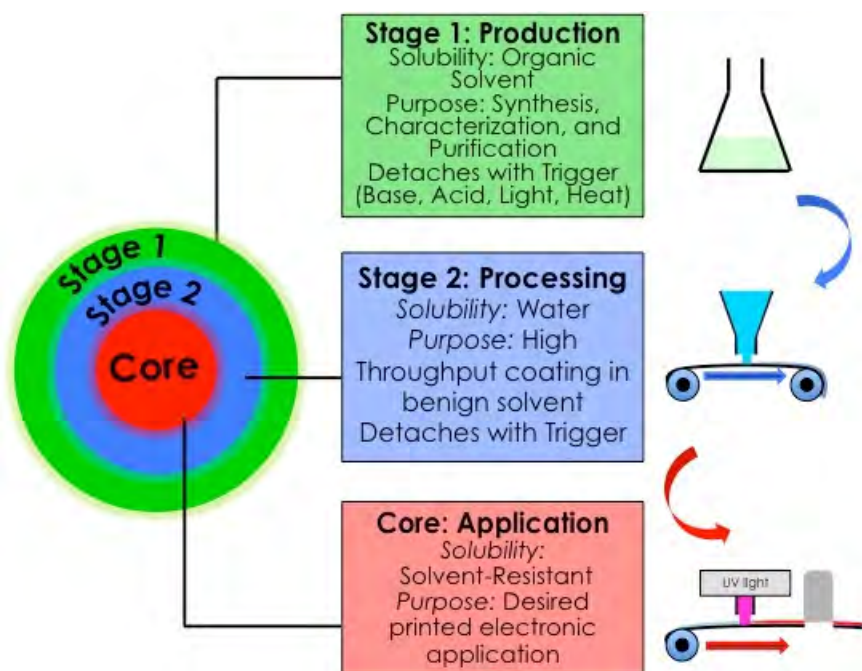 Stage 1: Production
Solubility: Organic
Solvent
Purpose: Synthesis,
Characterization, and
Purification
Detaches with Trigger
(Base, Acid, Light, Heat)
Stage 1
Stage 2
Core
Stage 2: Processing
Solubility: Water
Purpose: High
Throughput coating in
benign solvent
Detaches with Trigger
Core: Application
Solubility:
Solvent-Resistant
Purpose: Desired
printed electronic
application
UV light